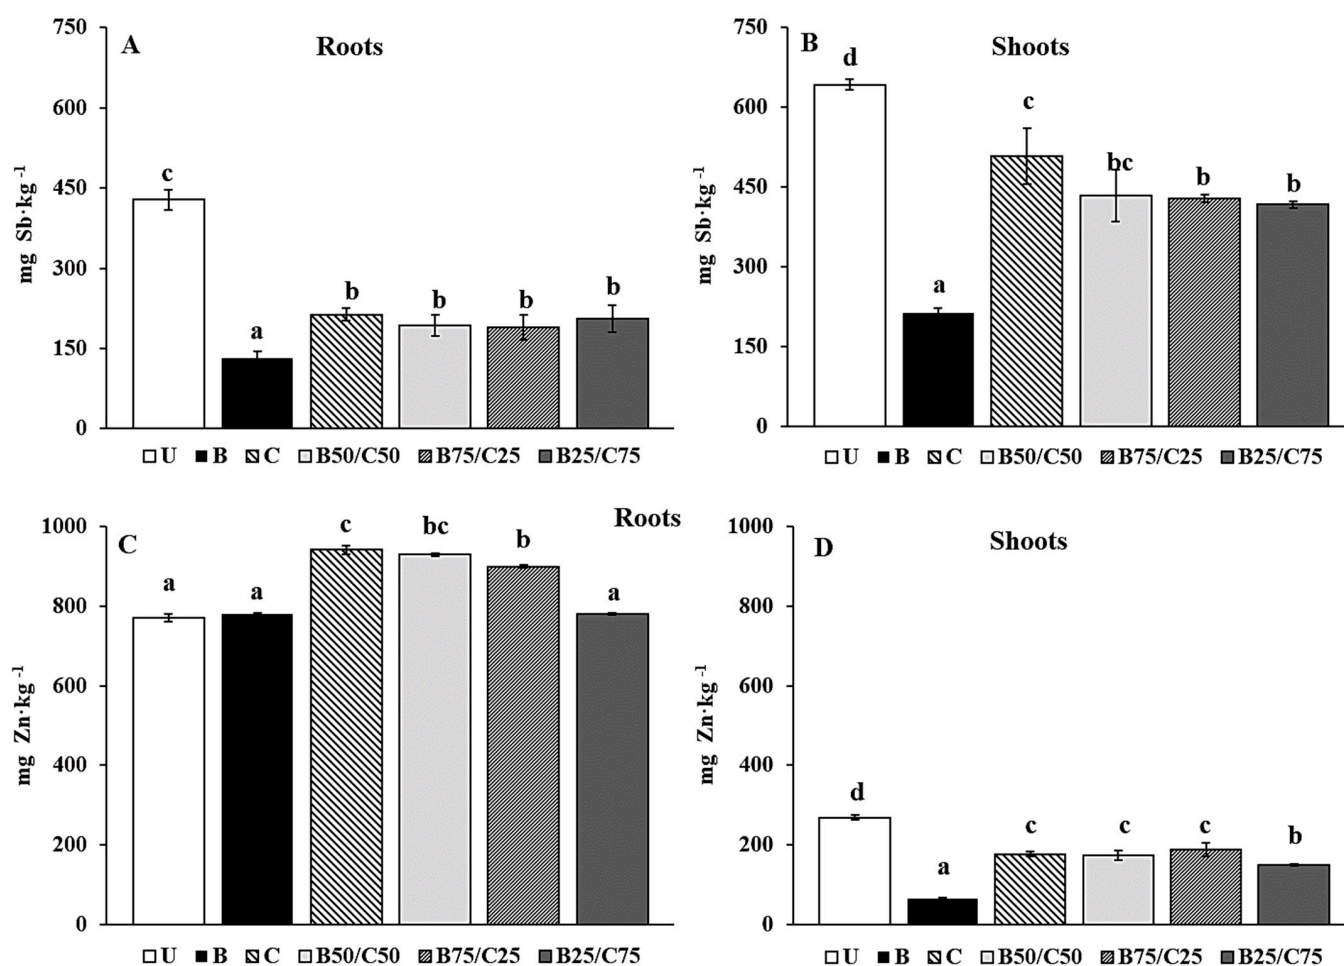 A Roots
750
600
450
300
150
0
mg Sb·kg⁻¹
c
a
b
b
b
b
U B C B50/C50 B75/C25 B25/C75
B Shoots
750
600
450
300
150
0
mg Sb·kg⁻¹
d
a
c
bc
b
b
U B C B50/C50 B75/C25 B25/C75
C Roots
1000
800
600
400
200
0
mg Zn·kg⁻¹
a
a
c
bc
b
a
U B C B50/C50 B75/C25 B25/C75
D Shoots
1000
800
600
400
200
0
mg Zn·kg⁻¹
d
a
c
c
c
b
U B C B50/C50 B75/C25 B25/C75